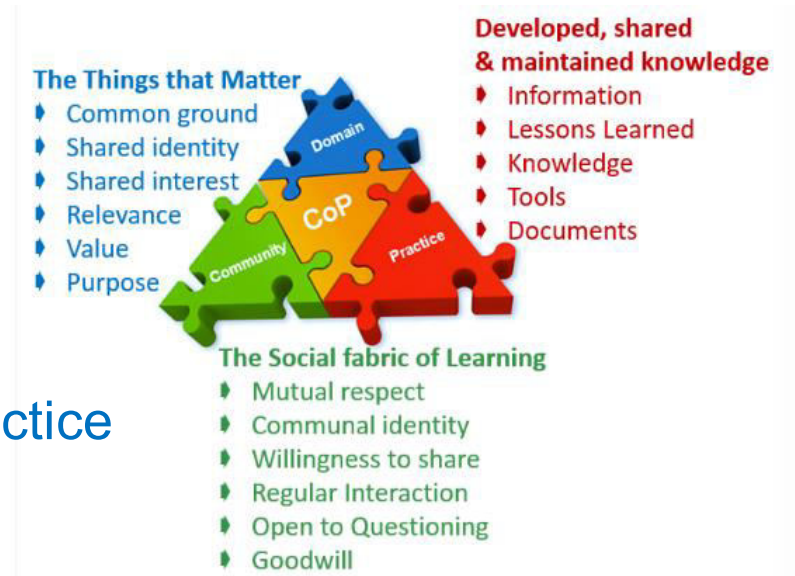 The Things that Matter
Common ground
Shared identity
Shared interest
Relevance
Value
Purpose
Developed, shared
& maintained knowledge
Information
Lessons Learned
Knowledge
Tools
Documents
Domain
CoP
Community
Practice
The Social fabric of Learning
Mutual respect
Communal identity
Willingness to share
Regular Interaction
Open to Questioning
Goodwill
ctice